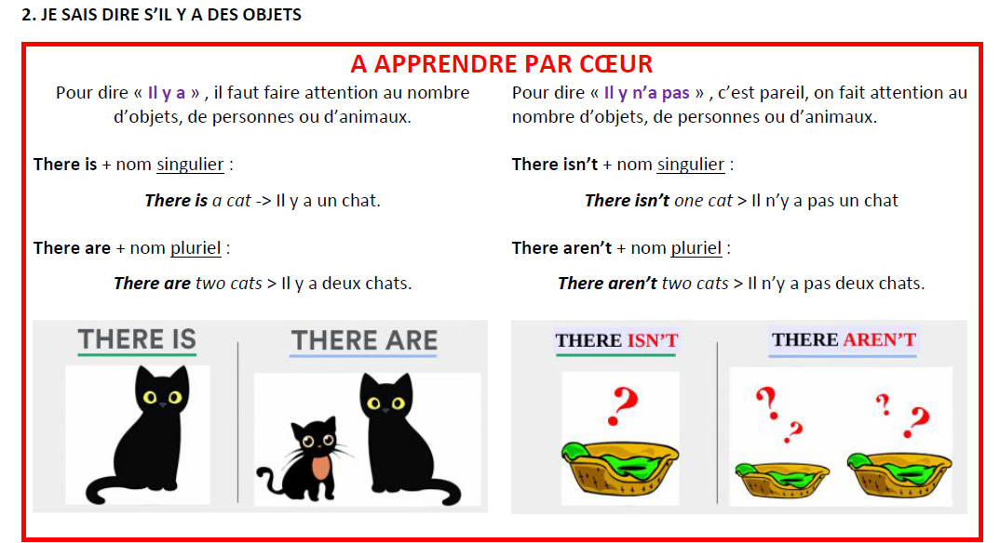 2. JE SAIS DIRE S’IL Y A DES OBJETS
A APPRENDRE PAR CŒUR
Pour dire « Il y a » , il faut faire attention au nombre
d’objets, de personnes ou d’animaux.
There is + nom singulier :
There is a cat -> Il y a un chat.
There are + nom pluriel :
There are two cats > Il y a deux chats.
THERE IS
THERE ARE
Pour dire « Il y n’a pas » , c’est pareil, on fait attention au
nombre d’objets, de personnes ou d’animaux.
There isn’t + nom singulier :
There isn’t one cat > Il n’y a pas un chat
There aren’t + nom pluriel :
There aren’t two cats > Il n’y a pas deux chats.
THERE ISN’T
THERE AREN’T
?
?
?
?
?